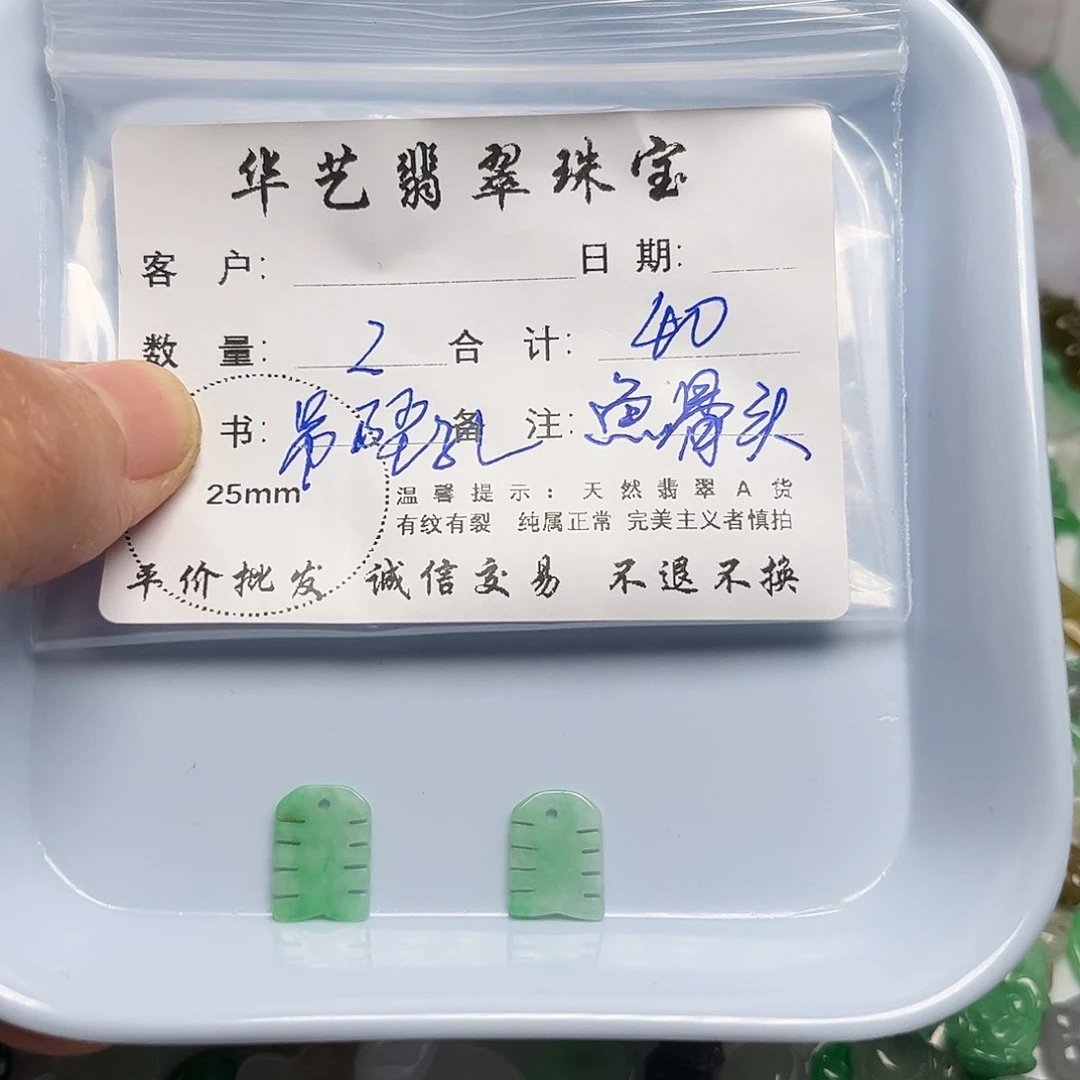 华艺翡翠珠宝
客 户: 日 期:
数 量: 2 合 计: 40
书: 吊 孔 备 注: 鱼骨头
25mm
温馨提示: 天然翡翠A货
有纹有裂 纯属正常 完美主义者慎拍
平价批发 诚信交易 不退不换